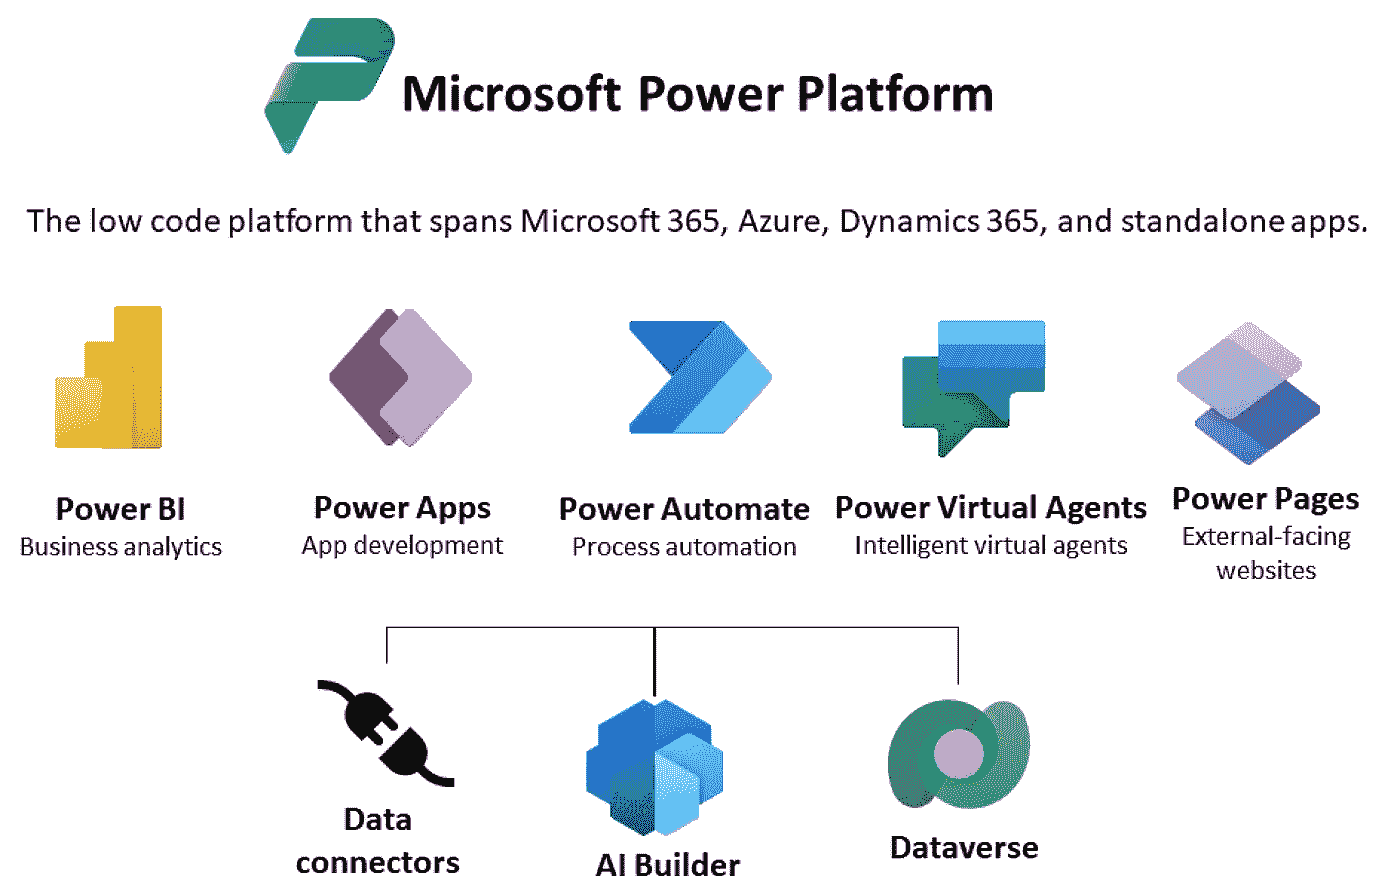 Microsoft Power Platform
The low code platform that spans Microsoft 365, Azure, Dynamics 365, and standalone apps.
Power BI
Business analytics
Power Apps
App development
Power Automate
Process automation
Power Virtual Agents
Intelligent virtual agents
Power Pages
External-facing
websites
Data
connectors
AI Builder
Dataverse